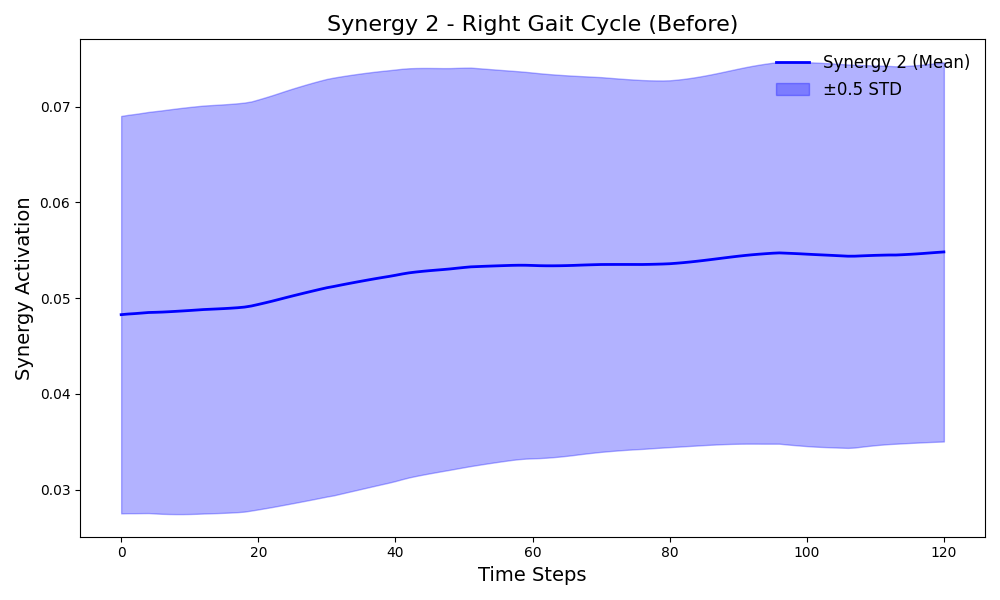 Synergy 2 - Right Gait Cycle (Before)
Synergy 2 (Mean)
±0.5 STD
Synergy Activation
0.07
0.06
0.05
0.04
0.03
0
20
40
60
80
100
120
Time Steps